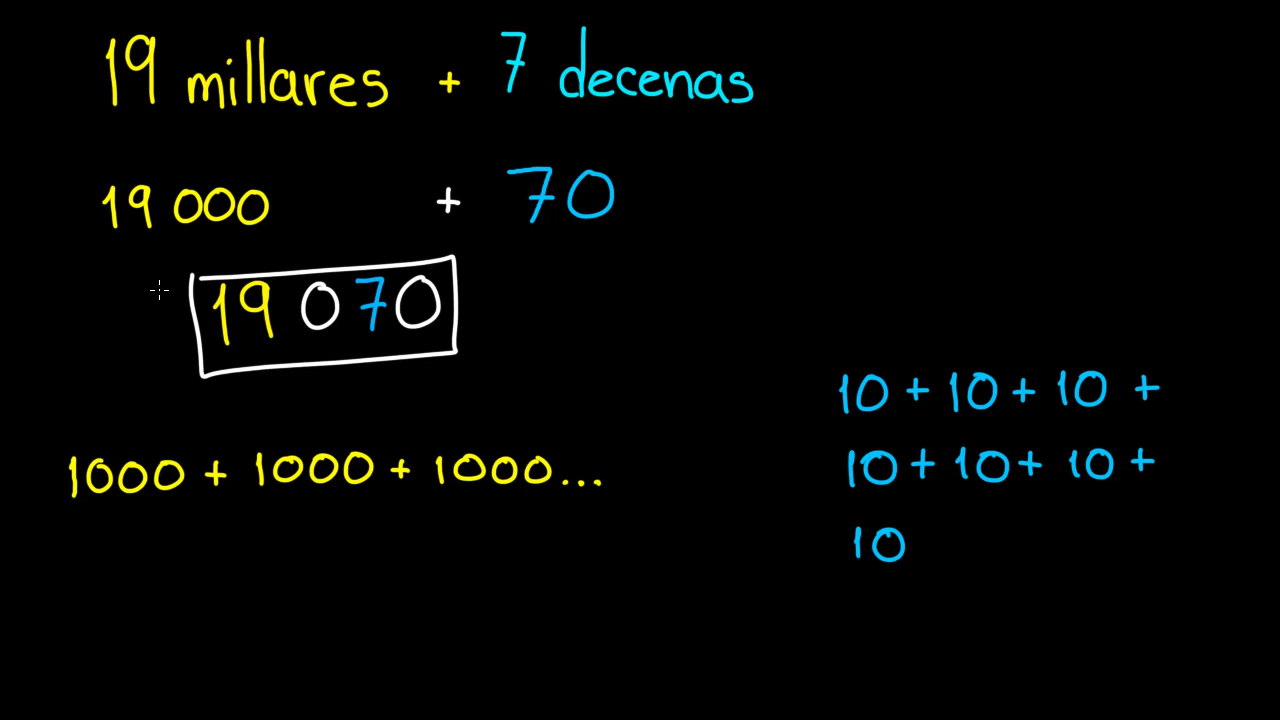 19 millares + 7 decenas
19 000 + 70
19 070
10 + 10 + 10 +
1000 + 1000 + 1000...
10 + 10 + 10 +
10